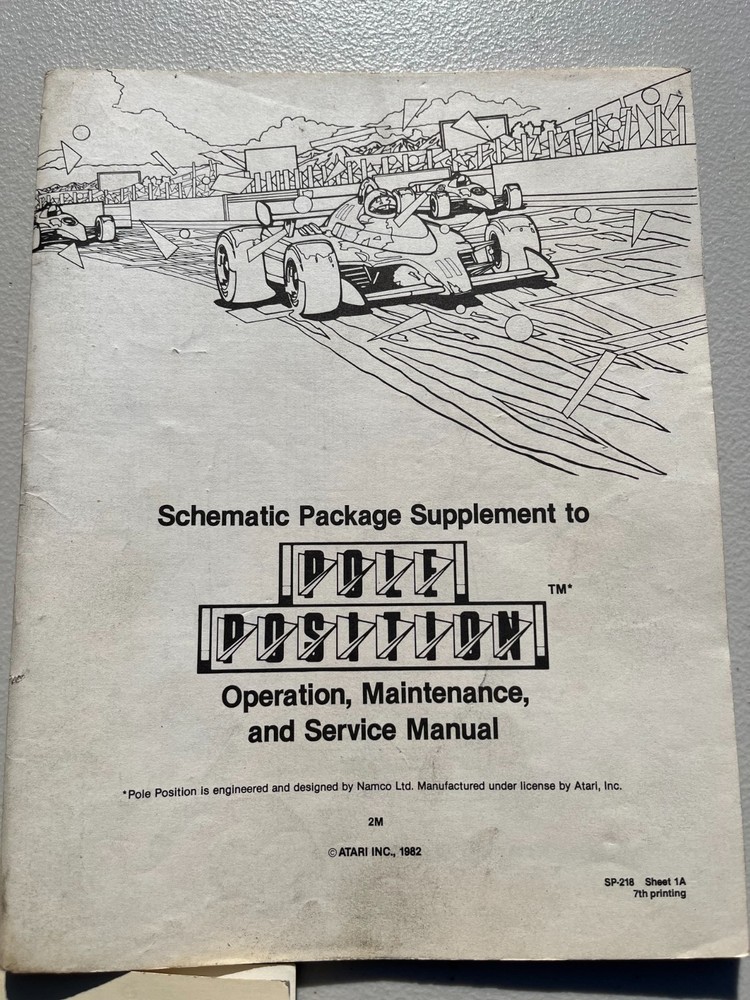 Schematic Package Supplement to
POLE
POSITION TM*
Operation, Maintenance,
and Service Manual
*Pole Position is engineered and designed by Namco Ltd. Manufactured under license by Atari, Inc.
2M
©ATARI INC., 1982
SP-218 Sheet 1A
7th printing